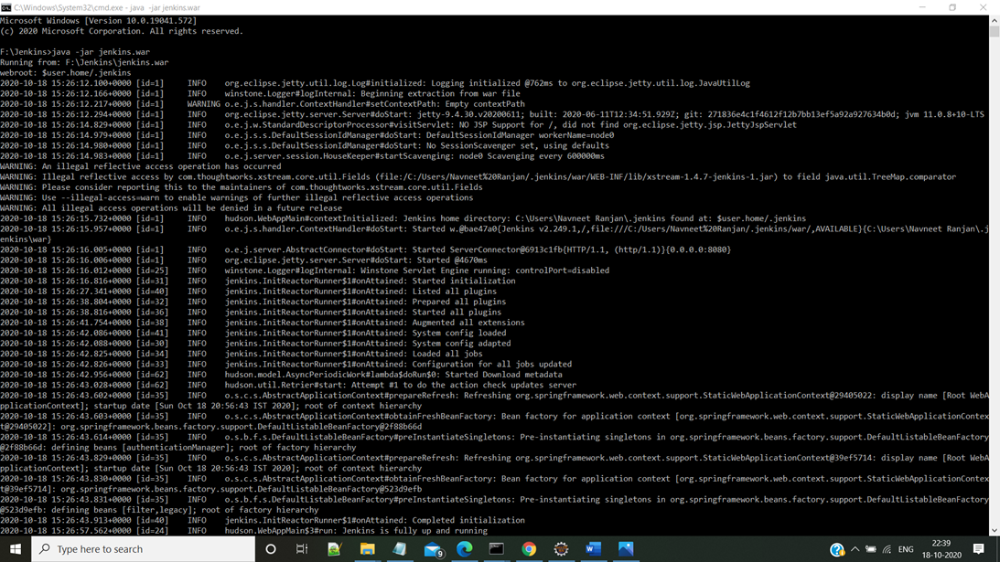 C:\Windows\System32\cmd.exe - java -jar jenkins.war
Microsoft Windows [Version 10.0.19041.572]
(c) 2020 Microsoft Corporation. All rights reserved.
F:\Jenkins>java -jar jenkins.war
Running from: F:\Jenkins\jenkins.war
webroot: $user.home/.jenkins
2020-10-18 15:26:12.100+0000 [id=1] INFO org.eclipse.jetty.util.log.Log#initialized: Logging initialized @762ms to org.eclipse.jetty.util.log.JavaUtilLog
2020-10-18 15:26:12.166+0000 [id=1] INFO winstone.Logger#logInternal: Beginning extraction from war file
2020-10-18 15:26:12.217+0000 [id=1] WARNING o.e.j.s.handler.ContextHandler#setContextPath: Empty contextPath
2020-10-18 15:26:12.294+0000 [id=1] INFO org.eclipse.jetty.server.Server#doStart: jetty-9.4.30.v20200611; built: 2020-06-11T12:34:51.929Z; git: 271836e4c1f4612f12b7bb13ef5a92a927634b0d; jvm 11.0.8+10-LTS
2020-10-18 15:26:14.829+0000 [id=1] INFO o.e.j.w.StandardDescriptorProcessor#visitServlet: NO JSP Support for /, did not find org.eclipse.jetty.jsp.JettyJspServlet
2020-10-18 15:26:14.979+0000 [id=1] INFO o.e.j.s.s.DefaultSessionIdManager#doStart: DefaultSessionIdManager workerName=node0
2020-10-18 15:26:14.980+0000 [id=1] INFO o.e.j.s.s.DefaultSessionIdManager#doStart: No SessionScavenger set, using defaults
2020-10-18 15:26:14.983+0000 [id=1] INFO o.e.j.server.session.HouseKeeper#startScavenging: node0 Scavenging every 600000ms
WARNING: An illegal reflective access operation has occurred
WARNING: Illegal reflective access by com.thoughtworks.xstream.core.util.Fields (file:/C:/Users/Navneet%20Ranjan/.jenkins/war/WEB-INF/lib/xstream-1.4.7-jenkins-1.jar) to field java.util.TreeMap.comparator
WARNING: Please consider reporting this to the maintainers of com.thoughtworks.xstream.core.util.Fields
WARNING: Use --illegal-access=warn to enable warnings of further illegal reflective access operations
WARNING: All illegal access operations will be denied in a future release
2020-10-18 15:26:15.732+0000 [id=1] INFO hudson.WebAppMain#contextInitialized: Jenkins home directory: C:\Users\Navneet Ranjan\.jenkins found at: $user.home/.jenkins
2020-10-18 15:26:15.957+0000 [id=1] INFO o.e.j.s.handler.ContextHandler#doStart: Started w.@bae47a0{Jenkins v2.249.1,/,file:///C:/Users/Navneet%20Ranjan/.jenkins/war/,AVAILABLE}{C:\Users\Navneet Ranjan\.j
enkins\war}
2020-10-18 15:26:16.005+0000 [id=1] INFO o.e.j.server.AbstractConnector#doStart: Started ServerConnector@6913c1fb{HTTP/1.1, (http/1.1)}{0.0.0.0:8080}
2020-10-18 15:26:16.006+0000 [id=1] INFO org.eclipse.jetty.server.Server#doStart: Started @4670ms
2020-10-18 15:26:16.012+0000 [id=25] INFO winstone.Logger#logInternal: Winstone Servlet Engine running: controlPort=disabled
2020-10-18 15:26:16.816+0000 [id=31] INFO jenkins.InitReactorRunner$1#onAttained: Started initialization
2020-10-18 15:26:27.341+0000 [id=40] INFO jenkins.InitReactorRunner$1#onAttained: Listed all plugins
2020-10-18 15:26:38.804+0000 [id=32] INFO jenkins.InitReactorRunner$1#onAttained: Prepared all plugins
2020-10-18 15:26:38.816+0000 [id=36] INFO jenkins.InitReactorRunner$1#onAttained: Started all plugins
2020-10-18 15:26:41.754+0000 [id=38] INFO jenkins.InitReactorRunner$1#onAttained: Augmented all extensions
2020-10-18 15:26:42.086+0000 [id=41] INFO jenkins.InitReactorRunner$1#onAttained: System config loaded
2020-10-18 15:26:42.088+0000 [id=30] INFO jenkins.InitReactorRunner$1#onAttained: System config adapted
2020-10-18 15:26:42.825+0000 [id=34] INFO jenkins.InitReactorRunner$1#onAttained: Loaded all jobs
2020-10-18 15:26:42.826+0000 [id=33] INFO jenkins.InitReactorRunner$1#onAttained: Configuration for all jobs updated
2020-10-18 15:26:42.956+0000 [id=62] INFO hudson.model.AsyncPeriodicWork#lambda$doRun$0: Started Download metadata
2020-10-18 15:26:43.028+0000 [id=62] INFO hudson.util.Retrier#start: Attempt #1 to do the action check updates server
2020-10-18 15:26:43.602+0000 [id=35] INFO o.s.c.s.AbstractApplicationContext#prepareRefresh: Refreshing org.springframework.web.context.support.StaticWebApplicationContext@29405022: display name [Root WebA
pplicationContext]; startup date [Sun Oct 18 20:56:43 IST 2020]; root of context hierarchy
2020-10-18 15:26:43.603+0000 [id=35] INFO o.s.c.s.AbstractApplicationContext#obtainFreshBeanFactory: Bean factory for application context [org.springframework.web.context.support.StaticWebApplicationContex
t@29405022]: org.springframework.beans.factory.support.DefaultListableBeanFactory@2f88b66d
2020-10-18 15:26:43.614+0000 [id=35] INFO o.s.b.f.s.DefaultListableBeanFactory#preInstantiateSingletons: Pre-instantiating singletons in org.springframework.beans.factory.support.DefaultListableBeanFactory
@2f88b66d: defining beans [authenticationManager]; root of factory hierarchy
2020-10-18 15:26:43.829+0000 [id=35] INFO o.s.c.s.AbstractApplicationContext#prepareRefresh: Refreshing org.springframework.web.context.support.StaticWebApplicationContext@39ef5714: display name [Root WebA
pplicationContext]; startup date [Sun Oct 18 20:56:43 IST 2020]; root of context hierarchy
2020-10-18 15:26:43.830+0000 [id=35] INFO o.s.c.s.AbstractApplicationContext#obtainFreshBeanFactory: Bean factory for application context [org.springframework.web.context.support.StaticWebApplicationContex
t@39ef5714]: org.springframework.beans.factory.support.DefaultListableBeanFactory@523d9efb
2020-10-18 15:26:43.831+0000 [id=35] INFO o.s.b.f.s.DefaultListableBeanFactory#preInstantiateSingletons: Pre-instantiating singletons in org.springframework.beans.factory.support.DefaultListableBeanFactory
@523d9efb: defining beans [filter,legacy]; root of factory hierarchy
2020-10-18 15:26:43.913+0000 [id=40] INFO jenkins.InitReactorRunner$1#onAttained: Completed initialization
2020-10-18 15:26:57.562+0000 [id=24] INFO hudson.WebAppMain$3#run: Jenkins is fully up and running
Type here to search
9
ENG
22:39
18-10-2020